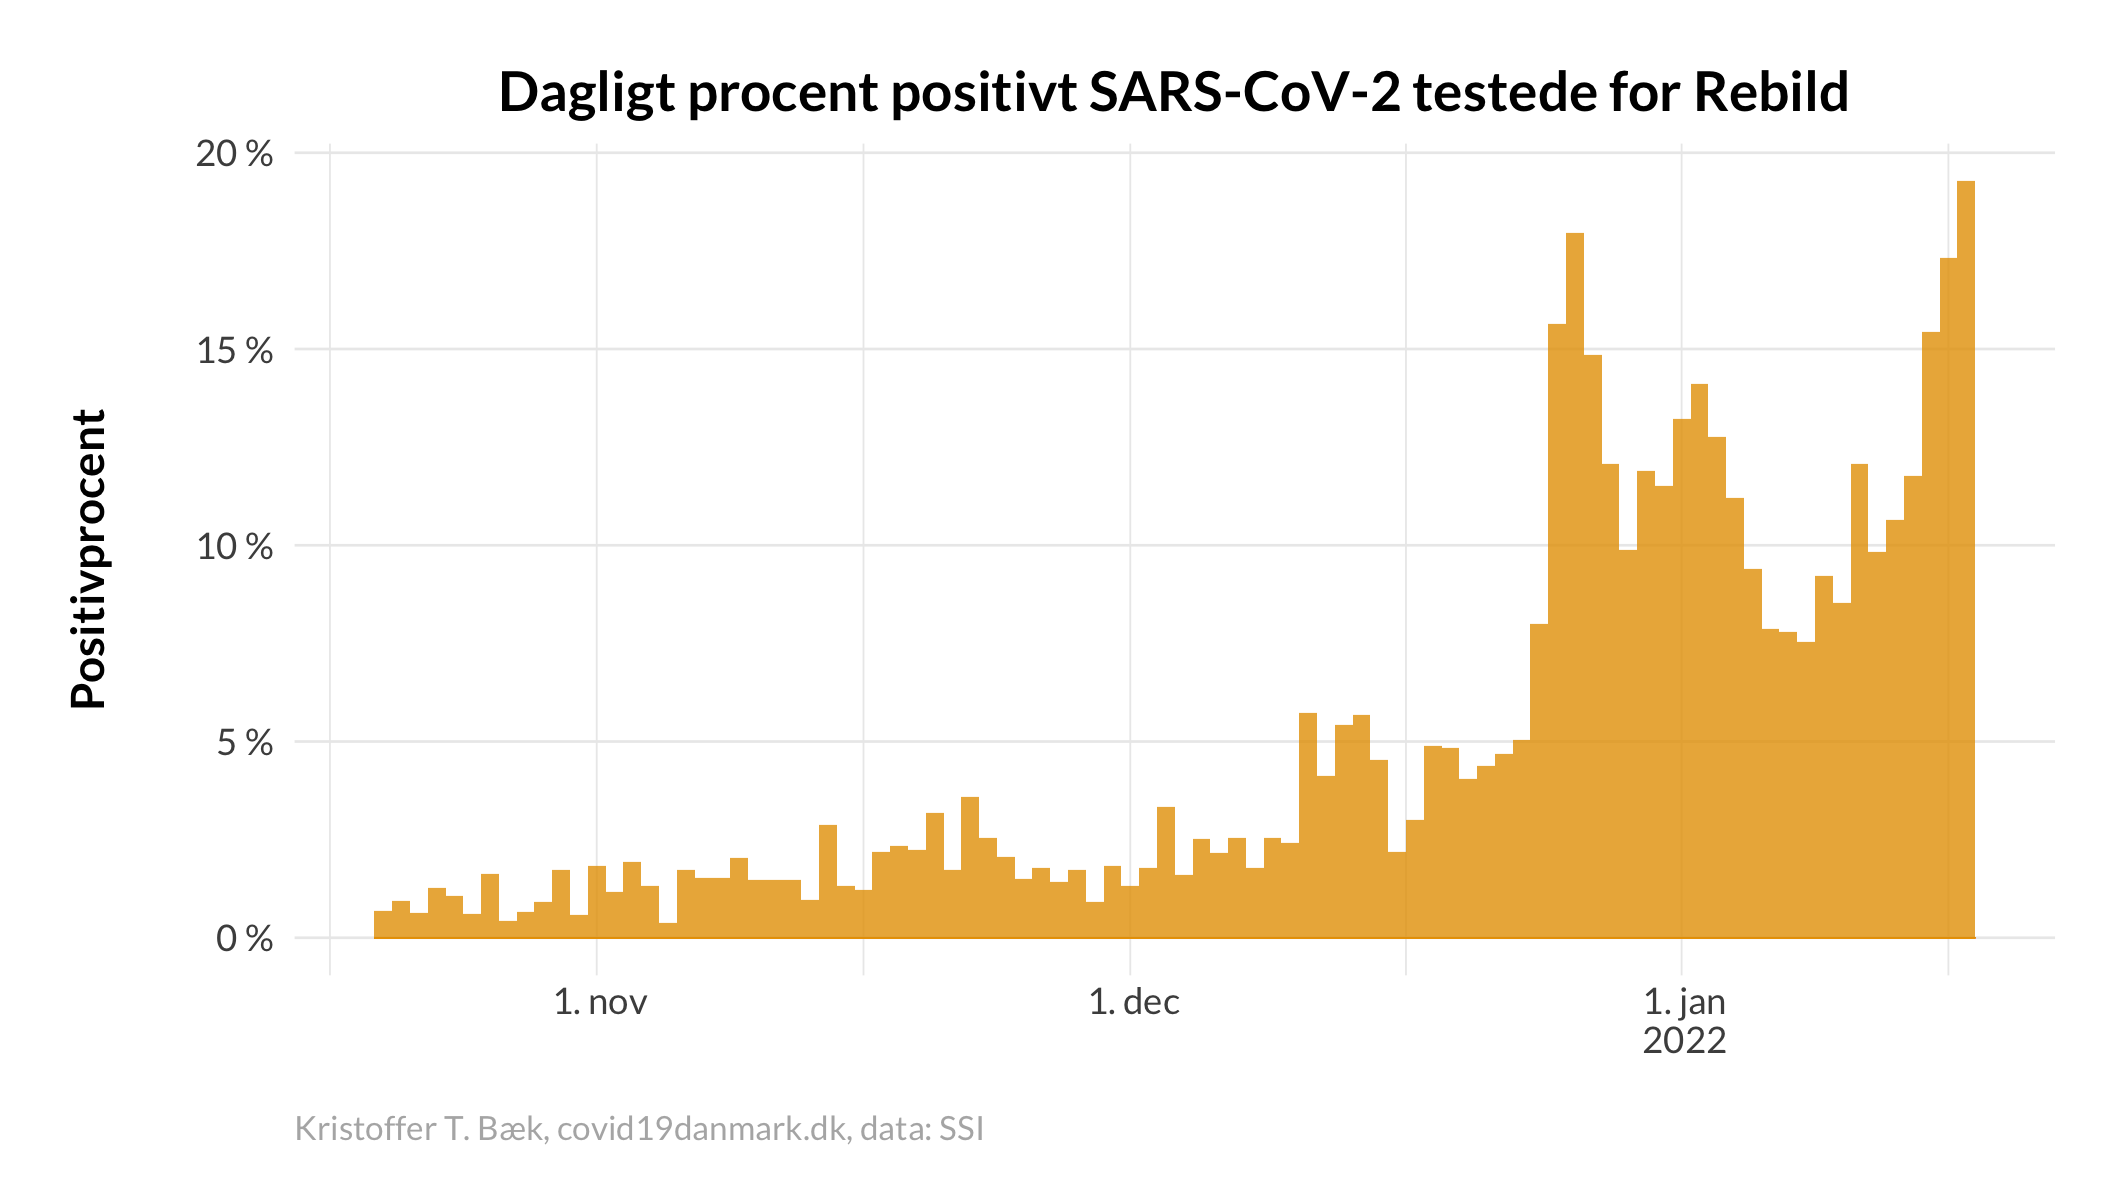 Dagligt procent positivt SARS-CoV-2 testede for Rebild
Positivprocent
20 %
15 %
10 %
5 %
0 %
1. nov
1. dec
1. jan
2022
Kristoffer T. Bæk, covid19danmark.dk, data: SSI